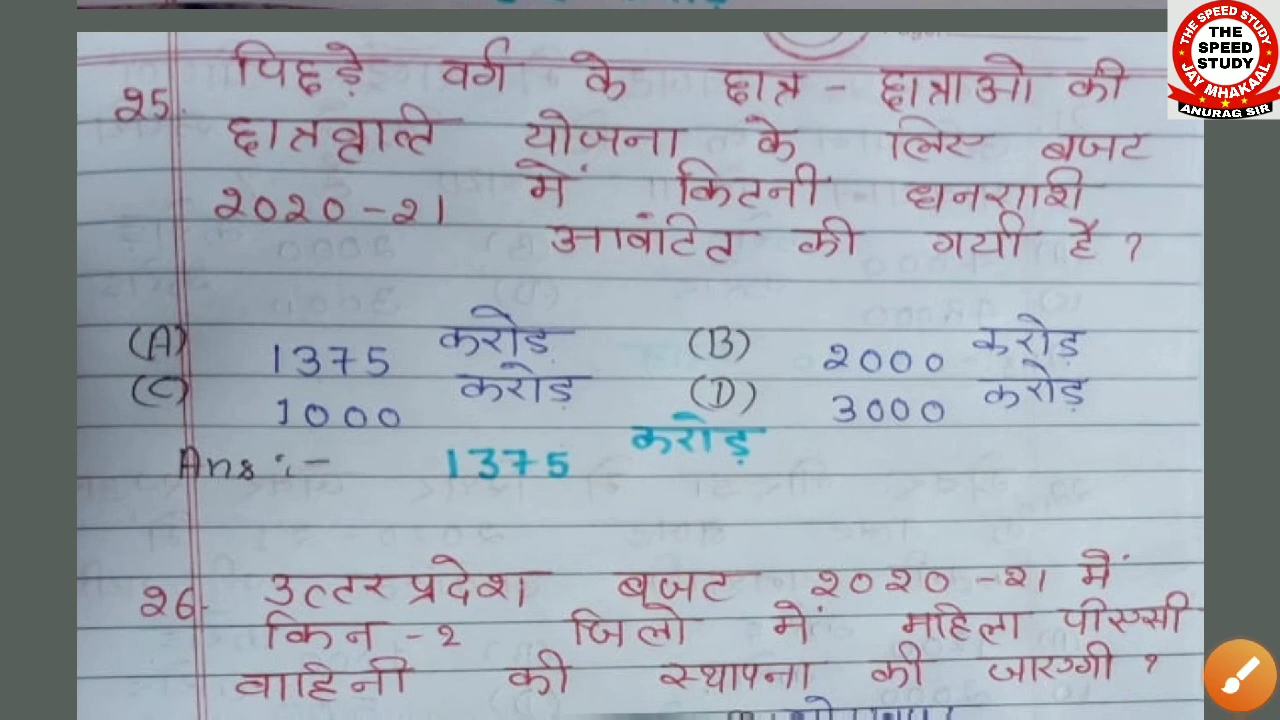 THE SPEED STUDY
THE
SPEED
STUDY
JAY MHAKAAL
ANURAG SIR
25. पिछड़े वर्ग के छात्र - छात्राओ की
छात्रवृत्ति योजना के लिए बजट
2020-21 में कितनी धनराशि
आवंटित की गयी है ?
(A) 1375 करोड़ (B) 2000 करोड़
(C) 1000 करोड़ (D) 3000 करोड़
Ans :- 1375 करोड़
26. उत्तर प्रदेश बजट 2020-21 में
किन-2 जिलो में महिला पीएसी
वाहिनी की स्थापना की जाएगी ?